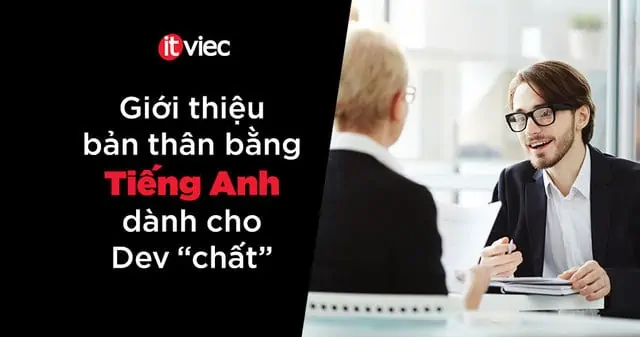 itviec
Giới thiệu
bản thân bằng
Tiếng Anh
dành cho
Dev “chất”